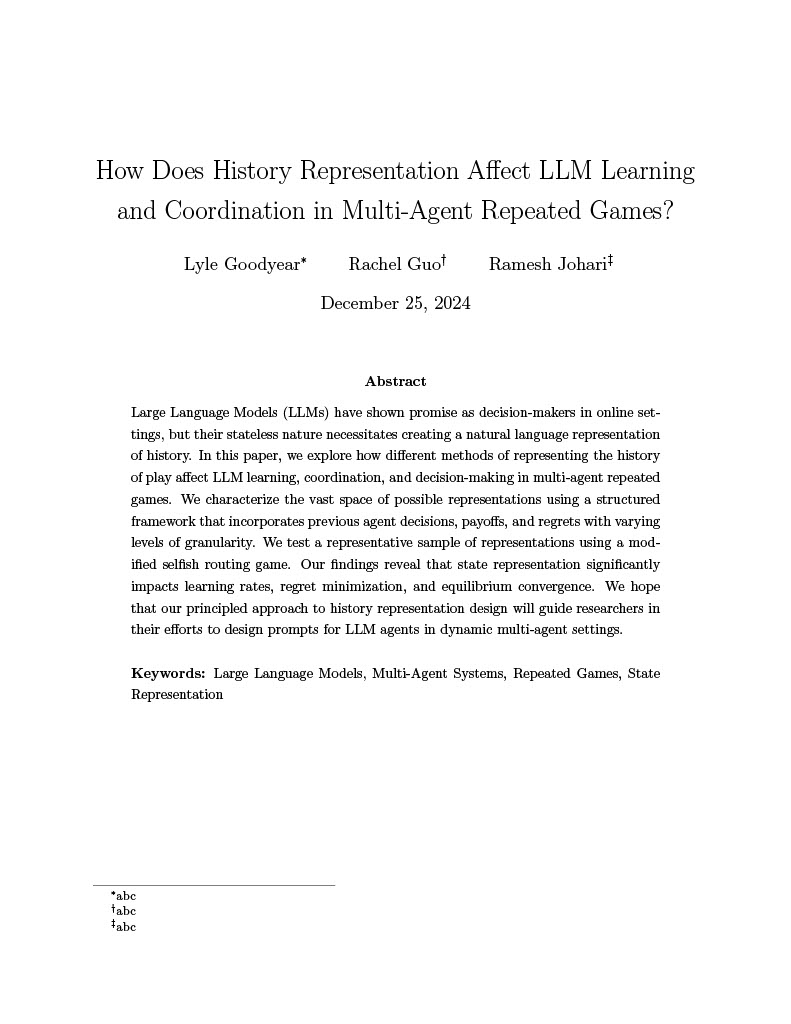 How Does History Representation Affect LLM Learning
and Coordination in Multi-Agent Repeated Games?
Lyle Goodyear* Rachel Guo† Ramesh Johari‡
December 25, 2024
Abstract
Large Language Models (LLMs) have shown promise as decision-makers in online set-
tings, but their stateless nature necessitates creating a natural language representation
of history. In this paper, we explore how different methods of representing the history
of play affect LLM learning, coordination, and decision-making in multi-agent repeated
games. We characterize the vast space of possible representations using a structured
framework that incorporates previous agent decisions, payoffs, and regrets with varying
levels of granularity. We test a representative sample of representations using a mod-
ified selfish routing game. Our findings reveal that state representation significantly
impacts learning rates, regret minimization, and equilibrium convergence. We hope
that our principled approach to history representation design will guide researchers in
their efforts to design prompts for LLM agents in dynamic multi-agent settings.
Keywords: Large Language Models, Multi-Agent Systems, Repeated Games, State
Representation
*abc
†abc
‡abc